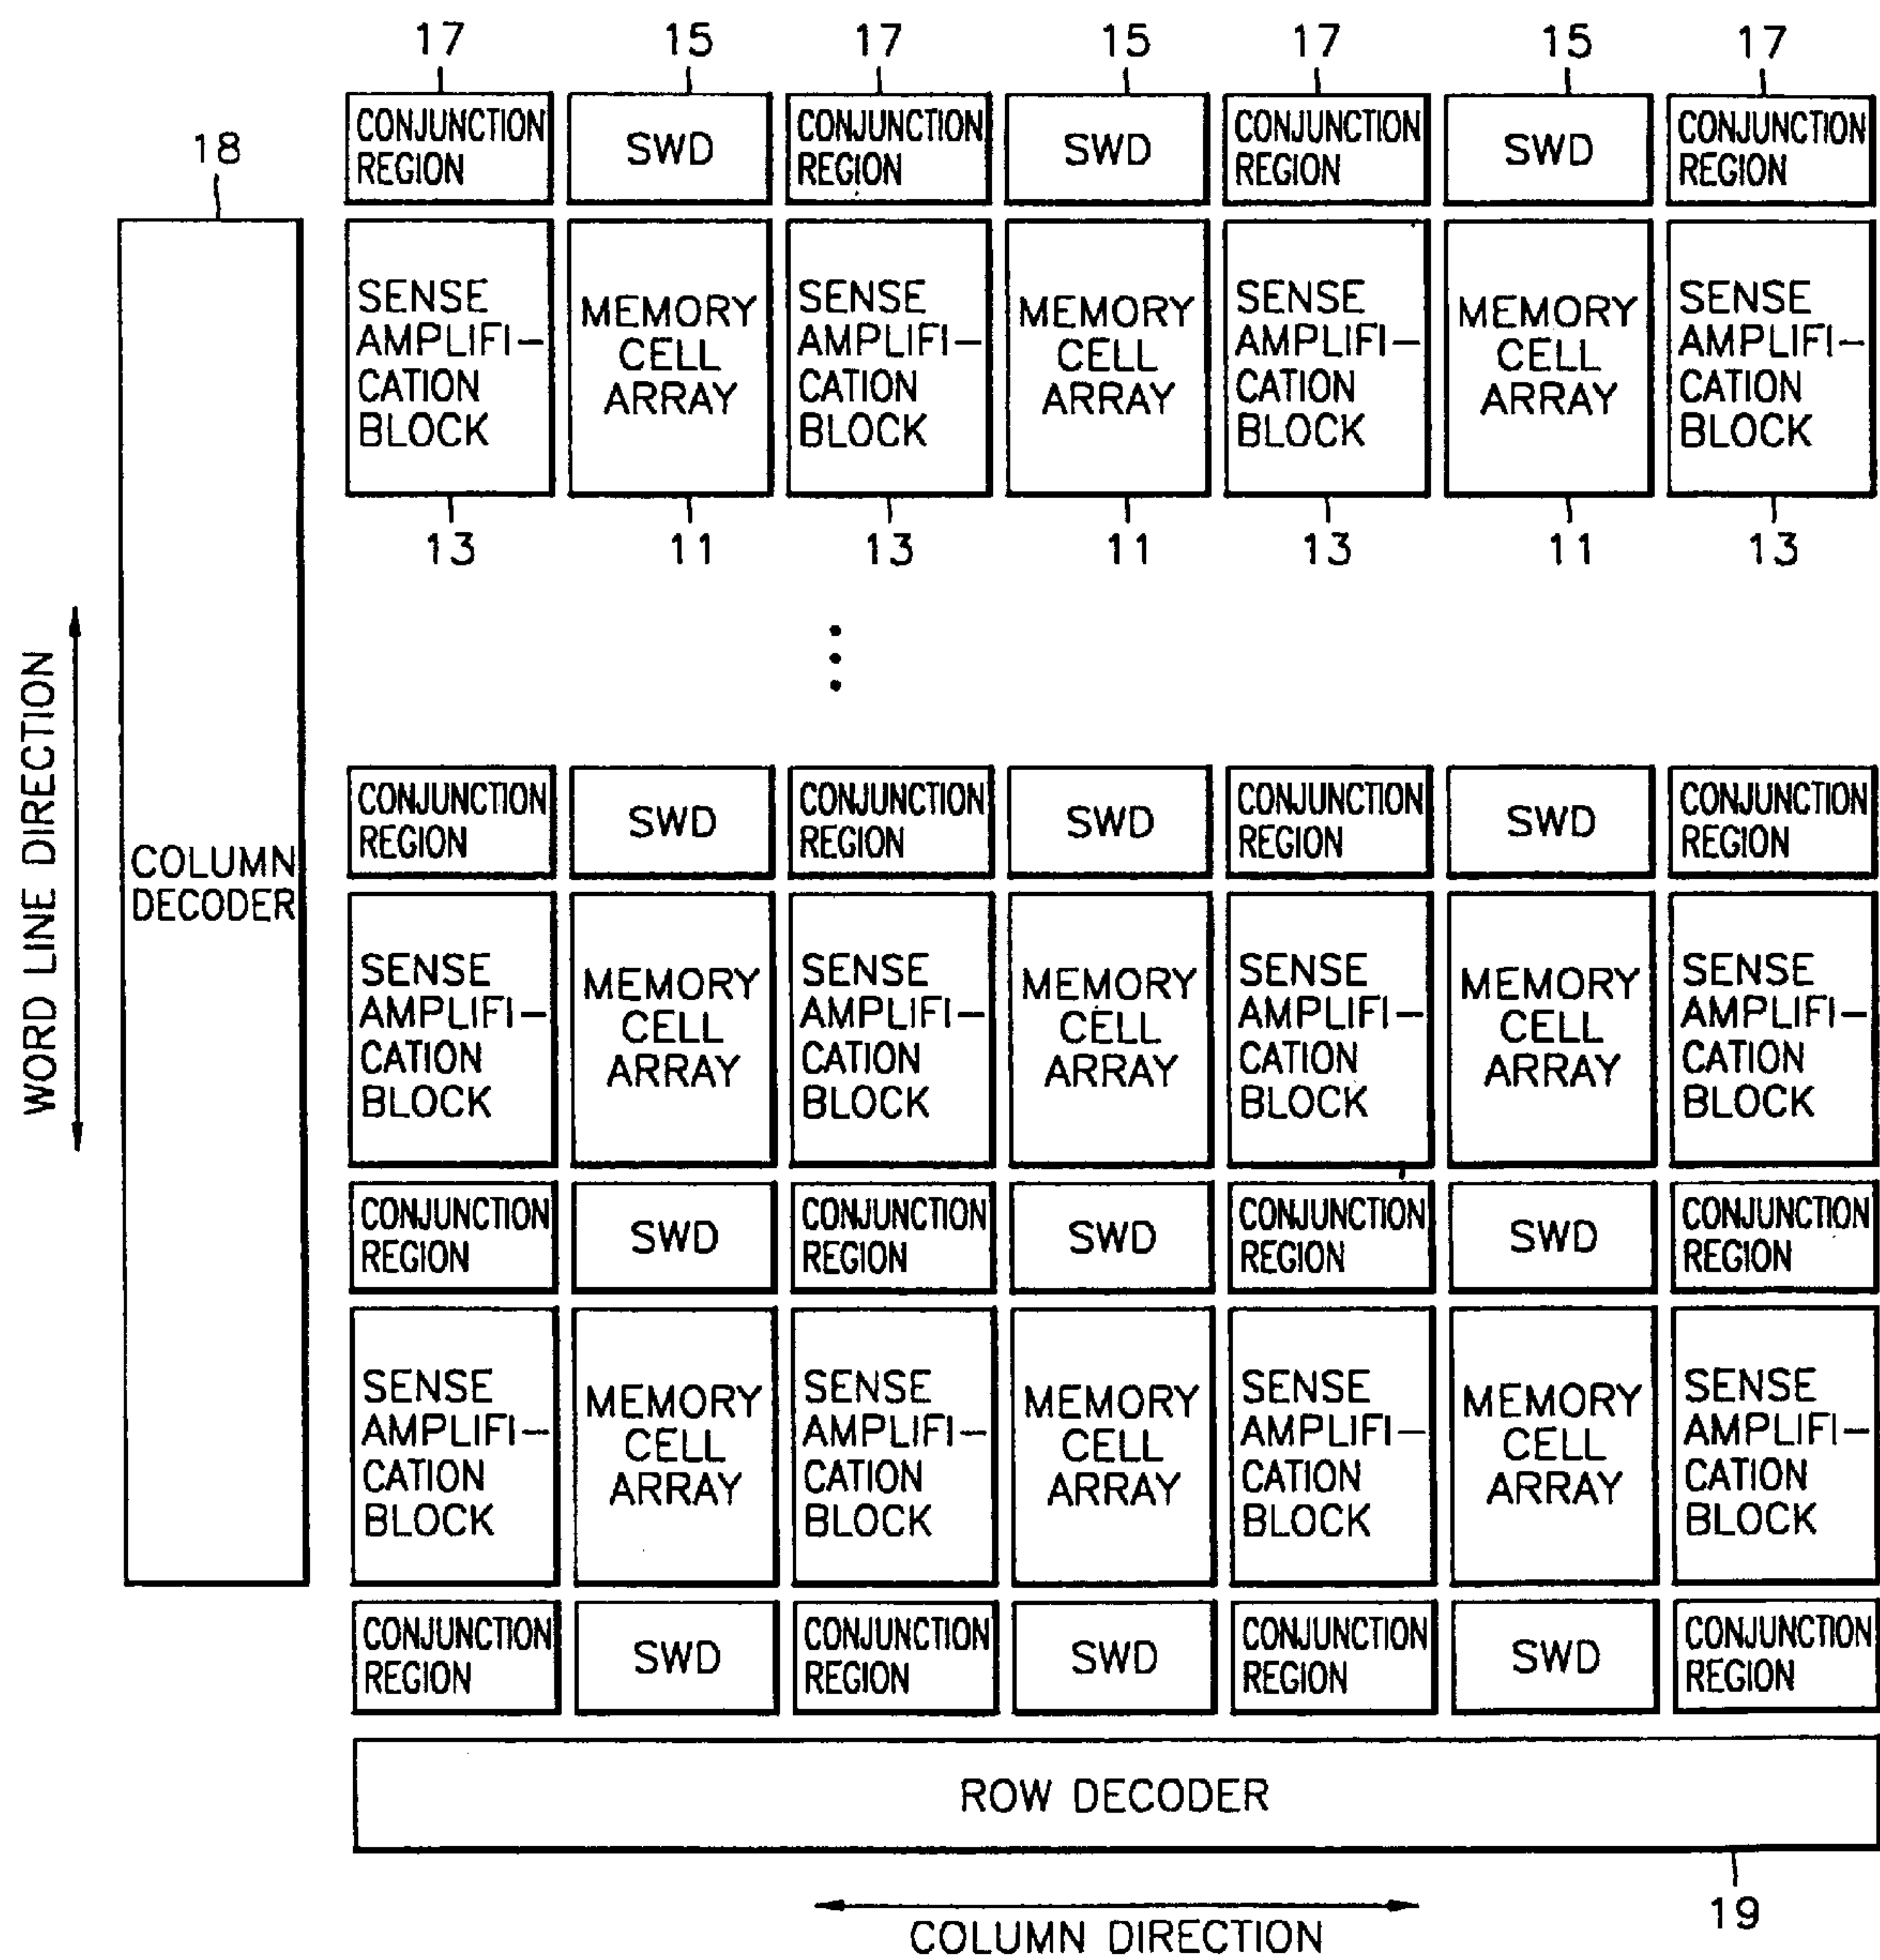 17 15 17 15 17 15 17
18
CONJUNCTION REGION SWD CONJUNCTION REGION SWD CONJUNCTION REGION SWD CONJUNCTION REGION
SENSE AMPLIFI- CATION BLOCK MEMORY CELL ARRAY SENSE AMPLIFI- CATION BLOCK MEMORY CELL ARRAY SENSE AMPLIFI- CATION BLOCK MEMORY CELL ARRAY SENSE AMPLIFI- CATION BLOCK
13 11 13 11 13 11 13
WORD LINE DIRECTION
COLUMN DECODER
CONJUNCTION REGION SWD CONJUNCTION REGION SWD CONJUNCTION REGION SWD CONJUNCTION REGION
SENSE AMPLIFI- CATION BLOCK MEMORY CELL ARRAY SENSE AMPLIFI- CATION BLOCK MEMORY CELL ARRAY SENSE AMPLIFI- CATION BLOCK MEMORY CELL ARRAY SENSE AMPLIFI- CATION BLOCK
CONJUNCTION REGION SWD CONJUNCTION REGION SWD CONJUNCTION REGION SWD CONJUNCTION REGION
SENSE AMPLIFI- CATION BLOCK MEMORY CELL ARRAY SENSE AMPLIFI- CATION BLOCK MEMORY CELL ARRAY SENSE AMPLIFI- CATION BLOCK MEMORY CELL ARRAY SENSE AMPLIFI- CATION BLOCK
CONJUNCTION REGION SWD CONJUNCTION REGION SWD CONJUNCTION REGION SWD CONJUNCTION REGION
ROW DECODER
19
COLUMN DIRECTION